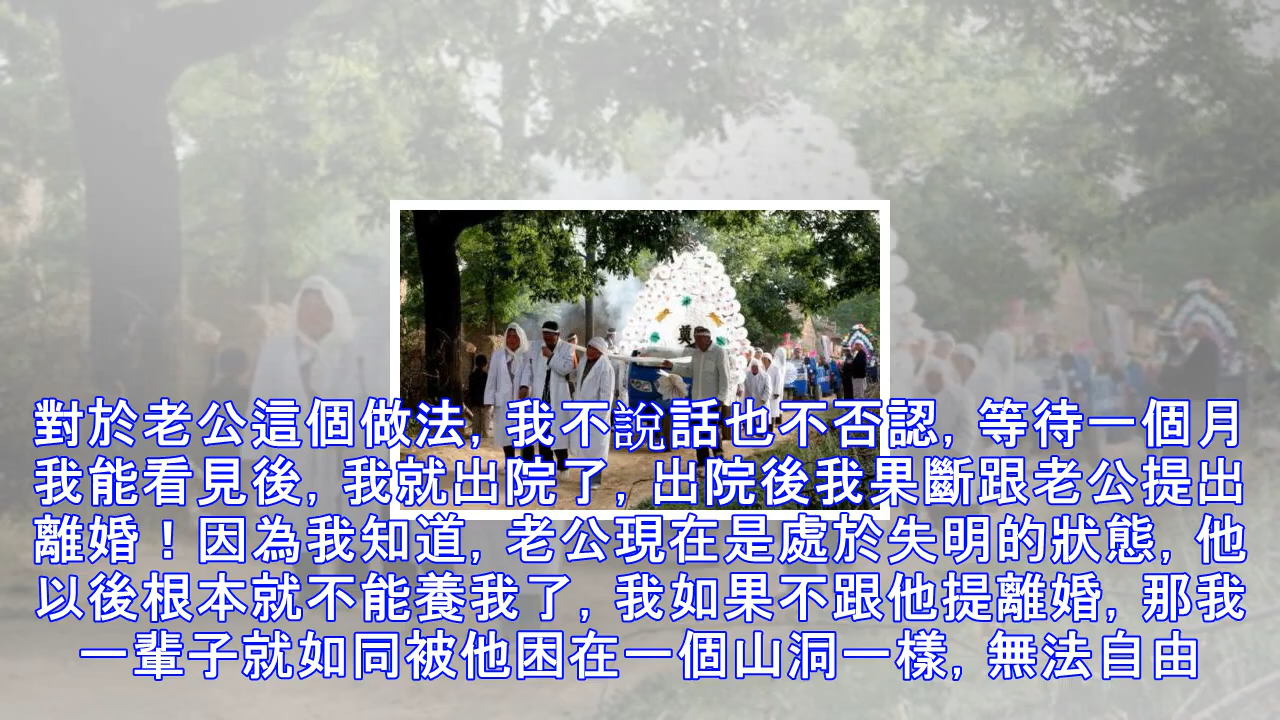 奠
對於老公這個做法, 我不說話也不否認, 等待一個月
我能看見後, 我就出院了, 出院後我果斷跟老公提出
離婚！因為我知道, 老公現在是處於失明的狀態, 他
以後根本就不能養我了, 我如果不跟他提離婚, 那我
一輩子就如同被他困在一個山洞一樣, 無法自由